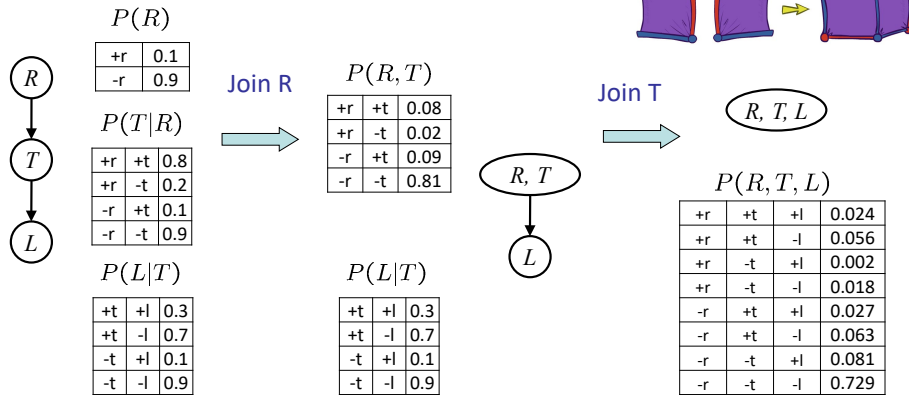 P(R)
+r 0.1
-r 0.9
R
T
L
P(T|R)
+r +t 0.8
+r -t 0.2
-r +t 0.1
-r -t 0.9
P(L|T)
+t +l 0.3
+t -l 0.7
-t +l 0.1
-t -l 0.9
Join R
P(R, T)
+r +t 0.08
+r -t 0.02
-r +t 0.09
-r -t 0.81
P(L|T)
+t +l 0.3
+t -l 0.7
-t +l 0.1
-t -l 0.9
R, T
L
Join T
R, T, L
P(R, T, L)
+r +t +l 0.024
+r +t -l 0.056
+r -t +l 0.002
+r -t -l 0.018
-r +t +l 0.027
-r +t -l 0.063
-r -t +l 0.081
-r -t -l 0.729